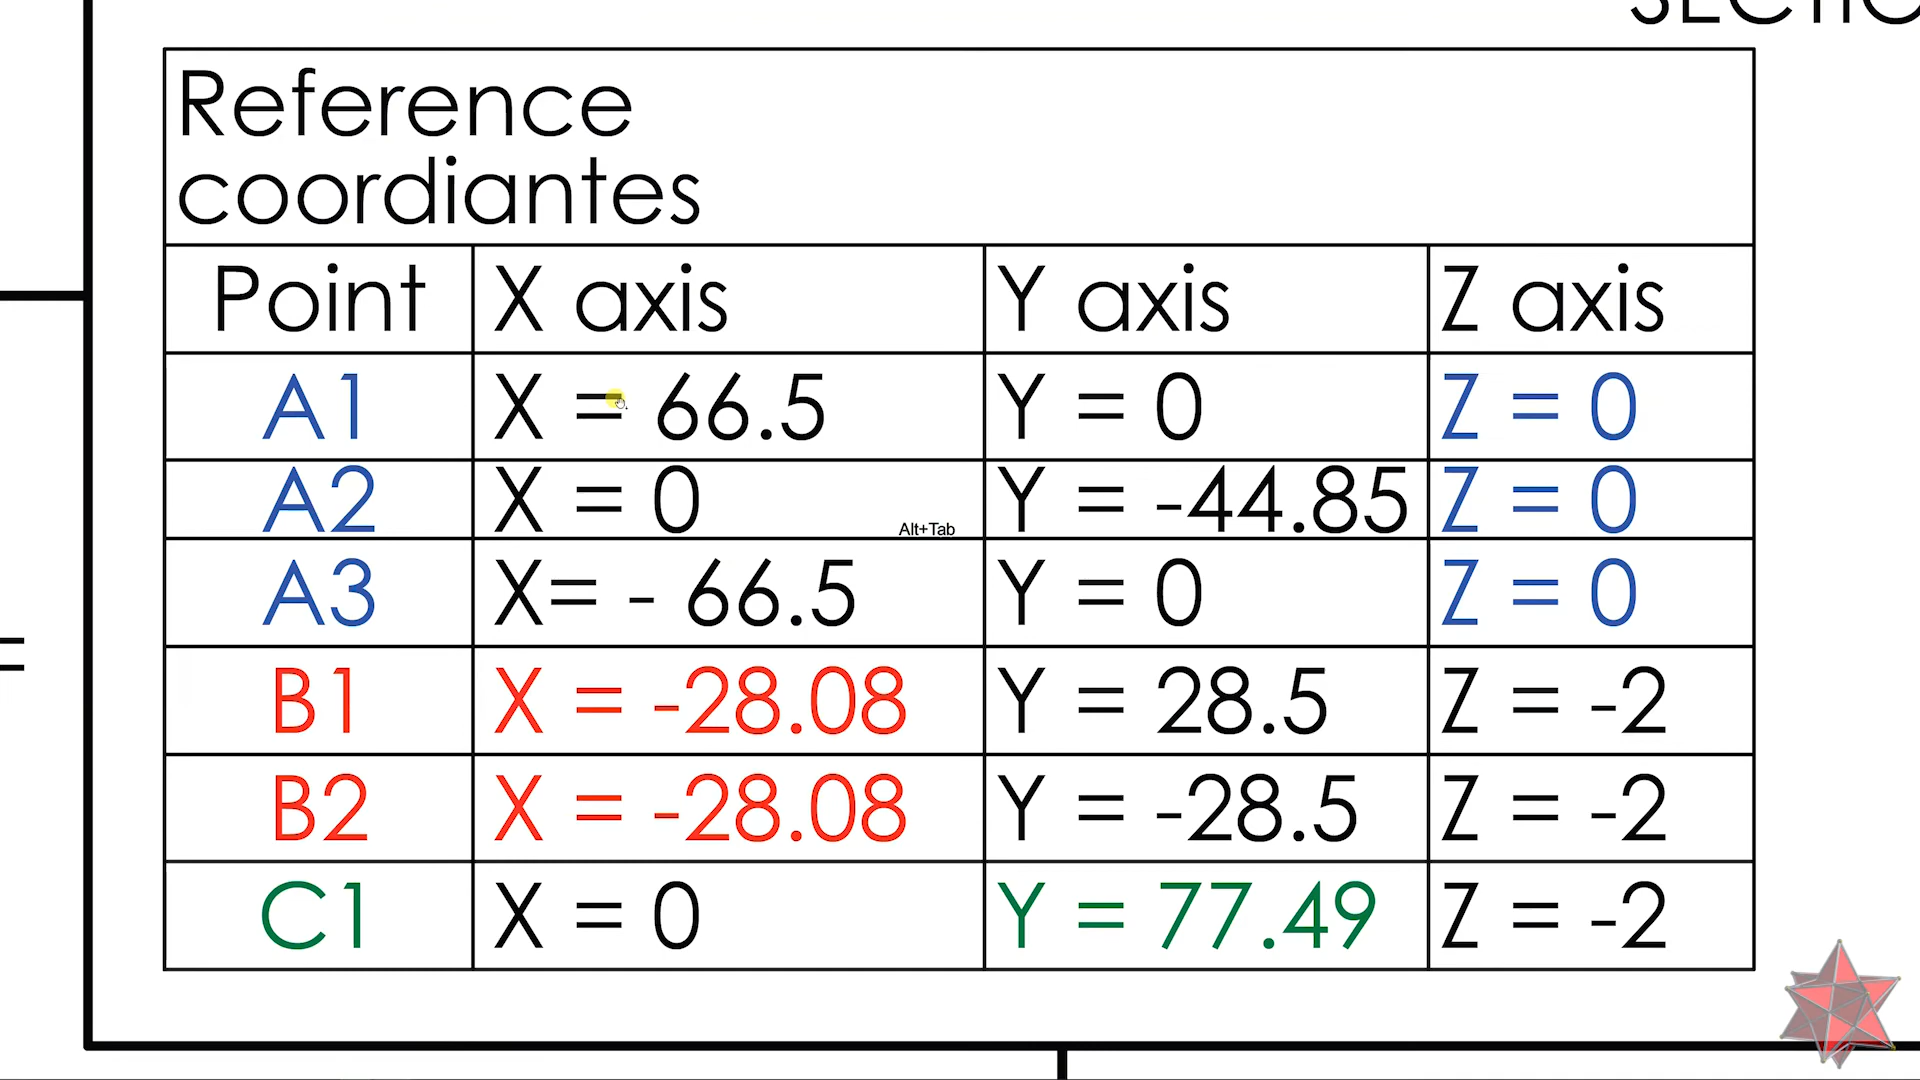 Reference
coordiantes
Point X axis Y axis Z axis
A1 X = 66.5 Y = 0 Z = 0
A2 X = 0 Y = -44.85 Z = 0
Alt+Tab
A3 X= - 66.5 Y = 0 Z = 0
B1 X = -28.08 Y = 28.5 Z = -2
B2 X = -28.08 Y = -28.5 Z = -2
C1 X = 0 Y = 77.49 Z = -2